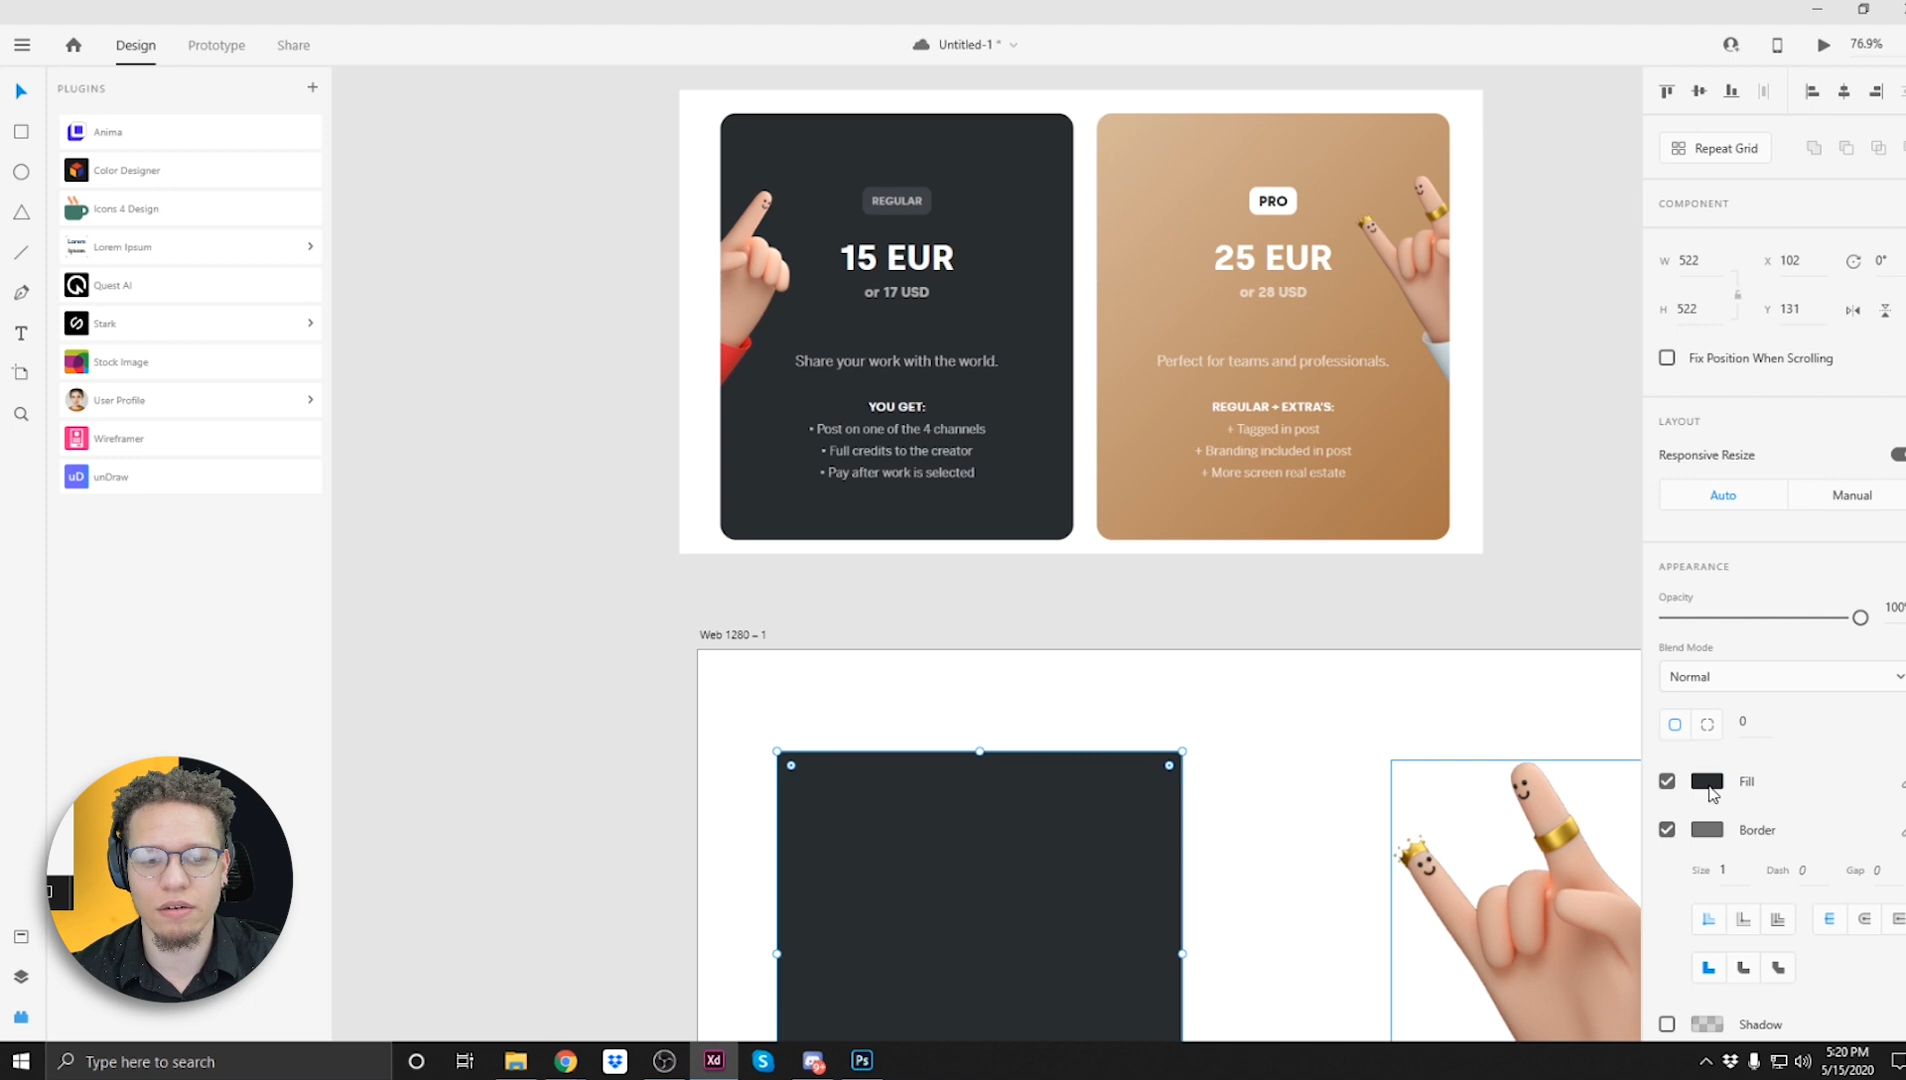 Design Prototype Share
Untitled-1 *
76.9%
PLUGINS
Anima
Color Designer
Icons 4 Design
Lorem Ipsum Lorem Ipsum
Quest AI
Stark
Stock Image
User Profile
Wireframer
uD unDraw
REGULAR
15 EUR
or 17 USD
Share your work with the world.
YOU GET:
• Post on one of the 4 channels
• Full credits to the creator
• Pay after work is selected
PRO
25 EUR
or 28 USD
Perfect for teams and professionals.
REGULAR + EXTRA'S:
+ Tagged in post
+ Branding included in post
+ More screen real estate
Web 1280 – 1
Repeat Grid
COMPONENT
W 522 X 102 0°
H 522 Y 131
Fix Position When Scrolling
LAYOUT
Responsive Resize
Auto Manual
APPEARANCE
Opacity
100%
Blend Mode
Normal
0
Fill
Border
Size 1 Dash 0 Gap 0
Shadow
Type here to search
Xd
Ps
9+
5:20 PM
5/15/2020